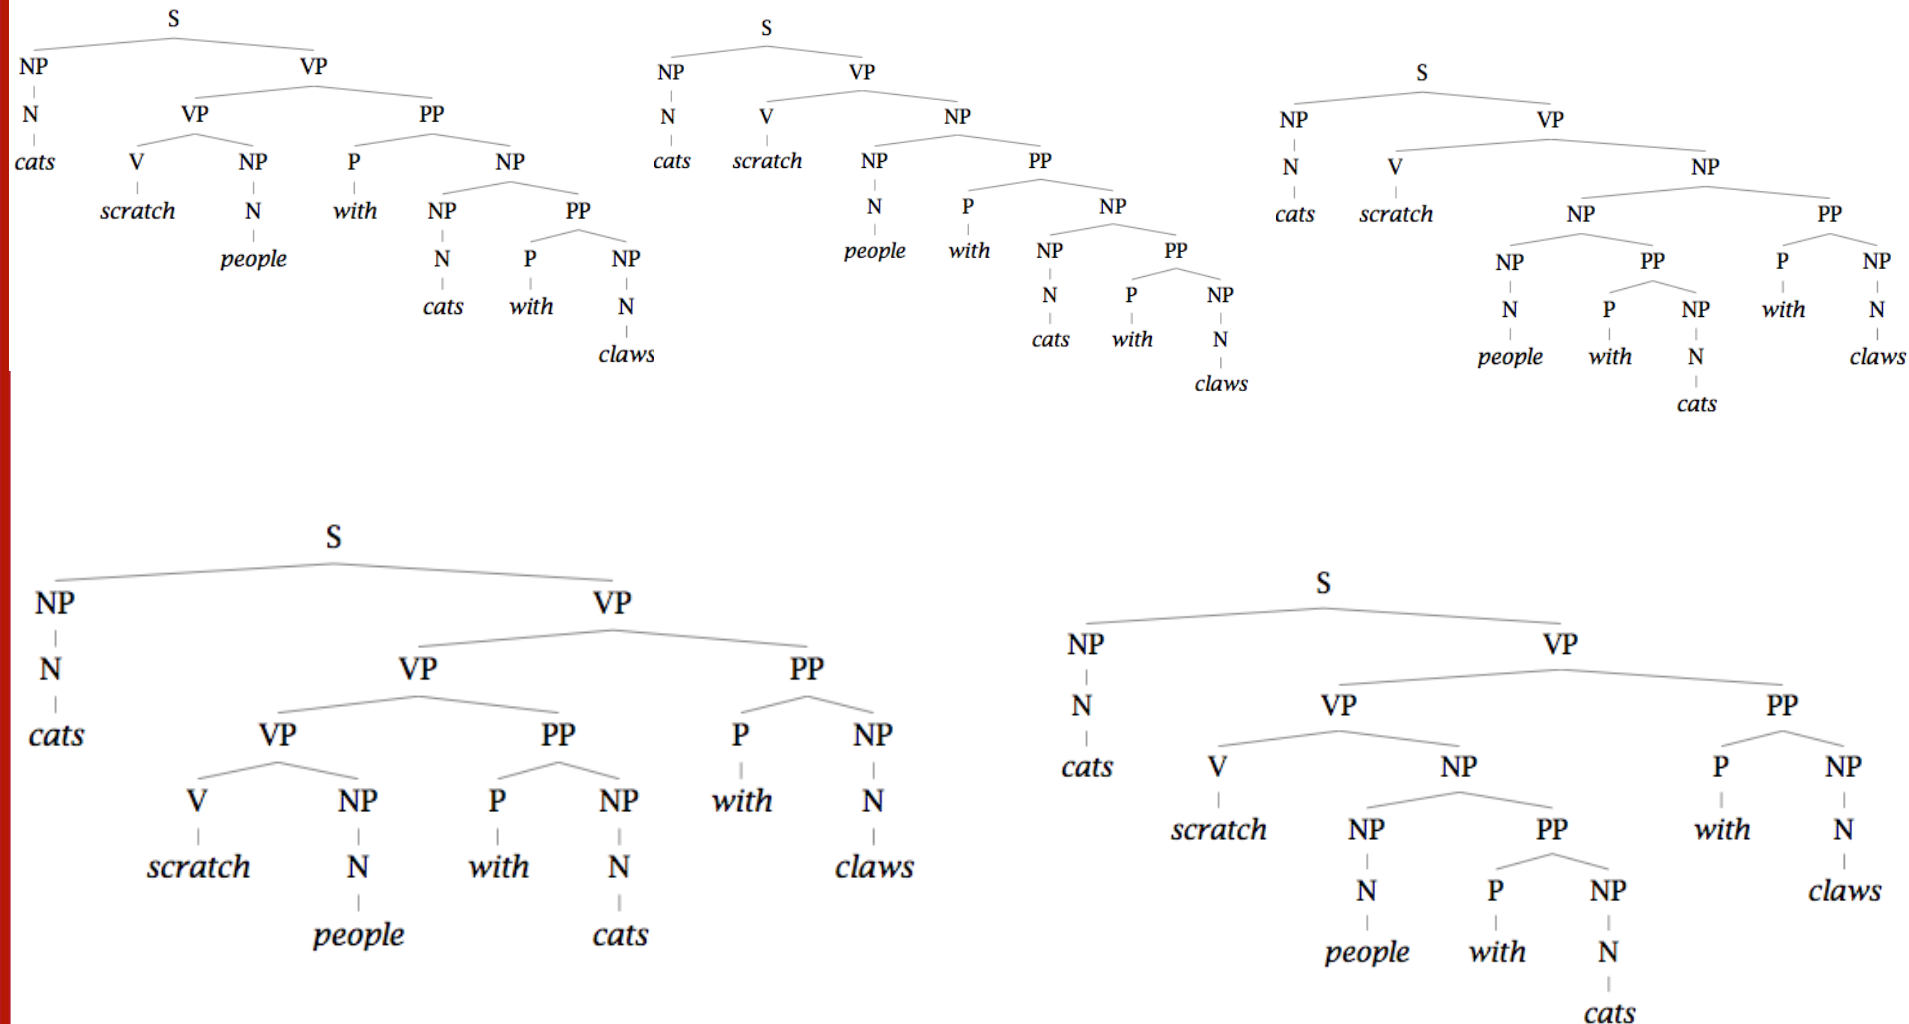 S
NP VP
N VP PP
cats V NP P NP
scratch N with NP PP
people N P NP
cats with N
claws
S
NP VP
N V NP
cats scratch NP PP
N P NP
people with NP PP
N P NP
cats with N
claws
S
NP VP
N V NP
cats scratch NP PP
NP PP P NP
N P NP with N
people with N claws
cats
S
NP VP
N VP PP
cats VP PP P NP
V NP P NP with N
scratch N with N claws
people cats
S
NP VP
N VP PP
cats V NP P NP
scratch NP PP with N
N P NP claws
people with N
cats